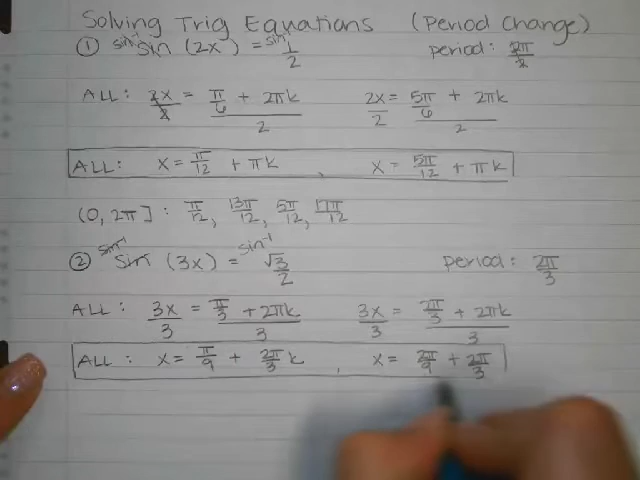 Solving Trig Equations (Period Change)
① sin⁻¹ sin (2x) = sin⁻¹ 1/2 period: 2π/2
ALL: 2x/2 = π/6 + 2πk / 2 2x/2 = 5π/6 + 2πk / 2
ALL: x = π/12 + πk , x = 5π/12 + πk
(0, 2π] : π/12, 13π/12, 5π/12, 17π/12
② sin⁻¹ sin (3x) = sin⁻¹ √3/2 period: 2π/3
ALL: 3x/3 = π/3 + 2πk / 3 3x/3 = 2π/3 + 2πk / 3
ALL: x = π/9 + 2π/3 k , x = 2π/9 + 2π/3